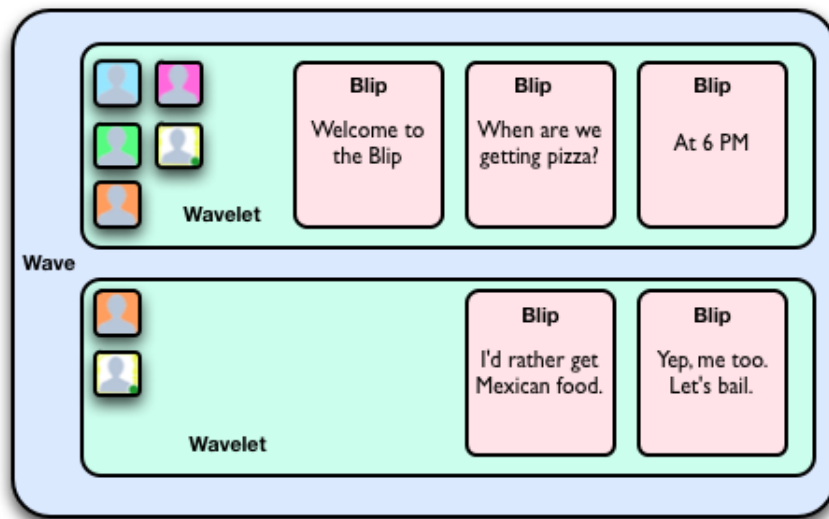 Blip
Welcome to
the Blip
Blip
When are we
getting pizza?
Blip
At 6 PM
Wavelet
Wave
Blip
I'd rather get
Mexican food.
Blip
Yep, me too.
Let's bail.
Wavelet